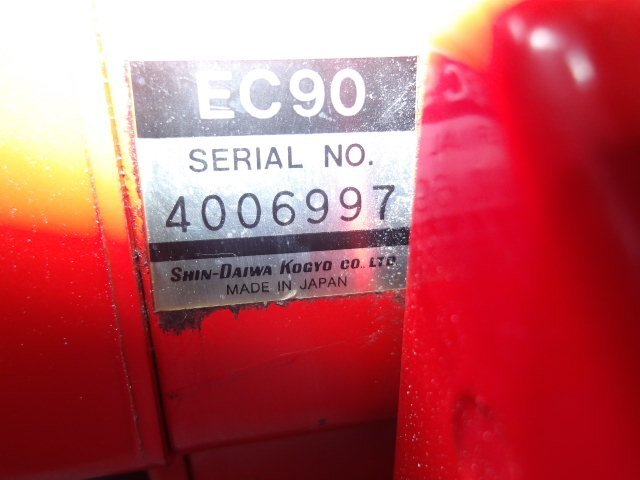 EC90
SERIAL NO.
4006997
SHIN-DAIWA KOGYO CO., LTD
MADE IN JAPAN